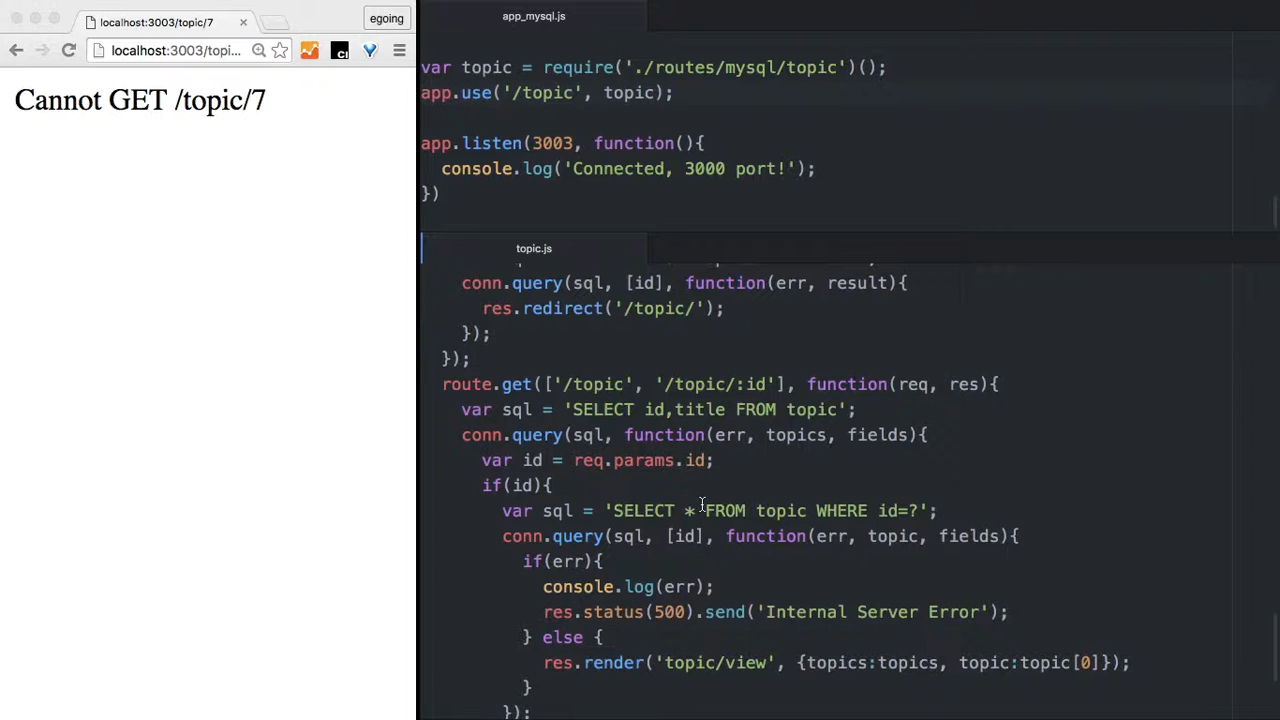 localhost:3003/topic/7
egoing
localhost:3003/topi...
Cannot GET /topic/7
app_mysql.js
var topic = require('./routes/mysql/topic')();
app.use('/topic', topic);
app.listen(3003, function(){
console.log('Connected, 3000 port!');
})
topic.js
conn.query(sql, [id], function(err, result){
res.redirect('/topic/');
});
});
route.get(['/topic', '/topic/:id'], function(req, res){
var sql = 'SELECT id,title FROM topic';
conn.query(sql, function(err, topics, fields){
var id = req.params.id;
if(id){
var sql = 'SELECT * FROM topic WHERE id=?';
conn.query(sql, [id], function(err, topic, fields){
if(err){
console.log(err);
res.status(500).send('Internal Server Error');
} else {
res.render('topic/view', {topics:topics, topic:topic[0]});
}
});